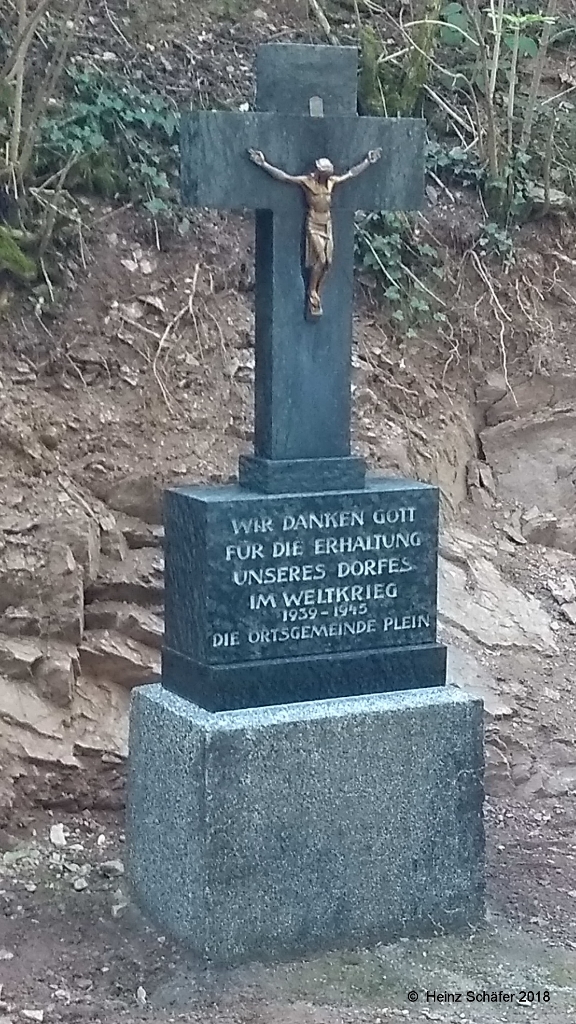 WIR DANKEN GOTT
FÜR DIE ERHALTUNG
UNSERES DORFES
IM WELTKRIEG
1939-1945
DIE ORTSGEMEINDE PLEIN
© Heinz Schäfer 2018